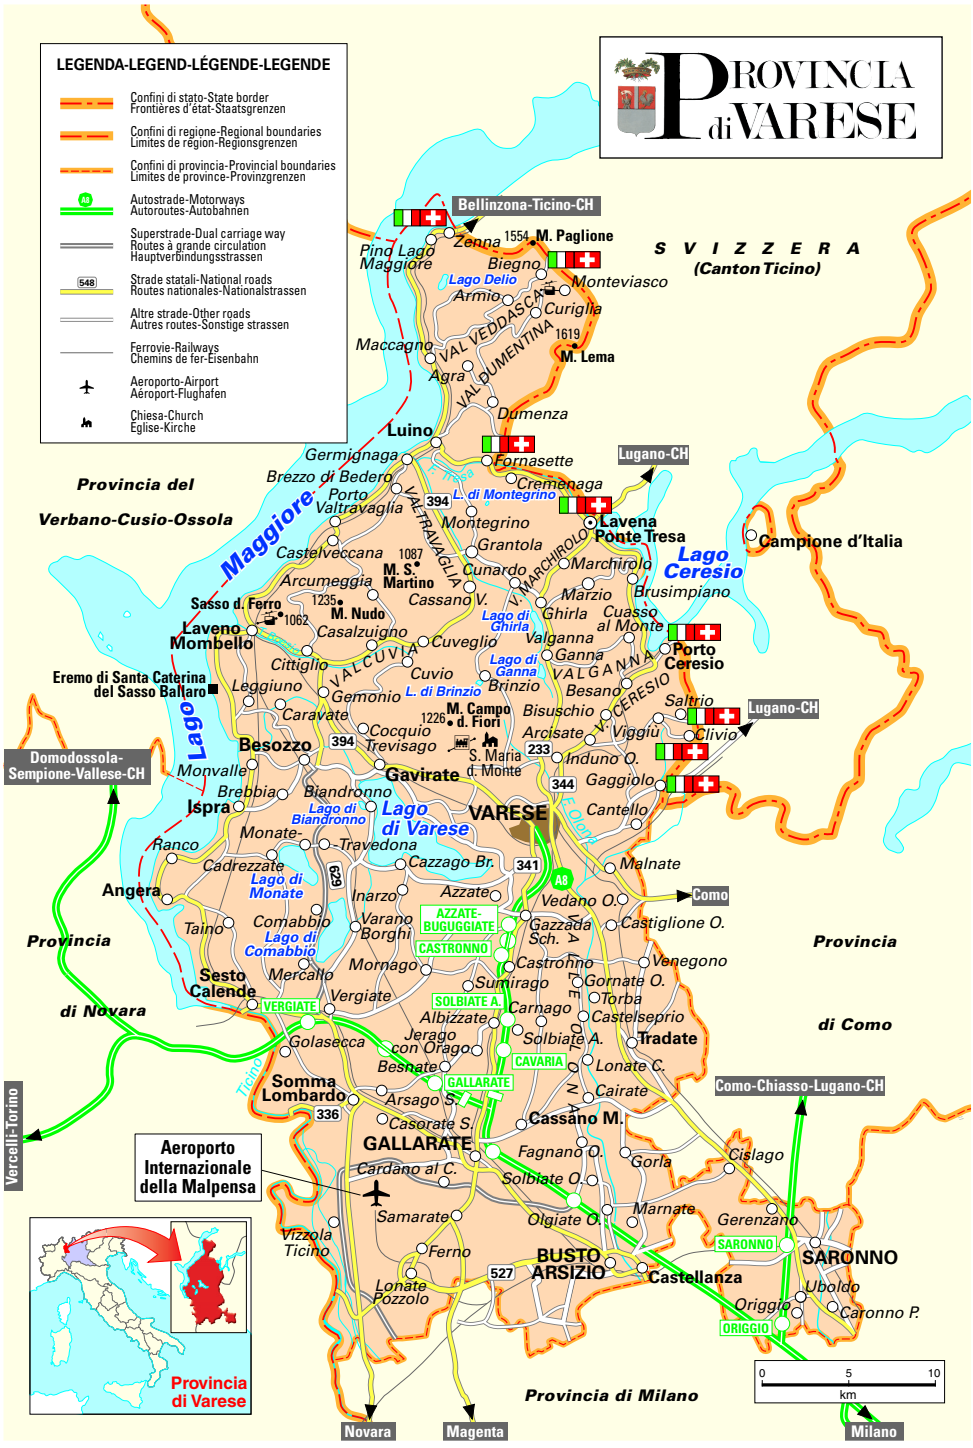 LEGENDA-LEGEND-LÉGENDE-LEGENDE
Confini di stato-State border
Frontières d'état-Staatsgrenzen
Confini di regione-Regional boundaries
Limites de région-Regionsgrenzen
Confini di provincia-Provincial boundaries
Limites de province-Provinzgrenzen
A8
Autostrade-Motorways
Autoroutes-Autobahnen
Superstrade-Dual carriage way
Routes à grande circulation
Hauptverbindungsstrassen
548
Strade statali-National roads
Routes nationales-Nationalstrassen
Altre strade-Other roads
Autres routes-Sonstige strassen
Ferrovie-Railways
Chemins de fer-Eisenbahn
Aeroporto-Airport
Aéroport-Flughafen
Chiesa-Church
Eglise-Kirche
PROVINCIA
di VARESE
Bellinzona-Ticino-CH
SVIZZERA
(Canton Ticino)
Pino Lago
Maggiore
Zenna
1554
M. Paglione
Biegno
Lago Delio
Monteviasco
Armio
Curiglia
VAL VEDDASCA
VAL DUMENTINA
1619
M. Lema
Maccagno
Agra
Dumenza
Luino
Germignaga
Fornasette
F. Tresa
Lugano-CH
Brezzo di Bedero
Cremenaga
Provincia del
Verbano-Cusio-Ossola
Porto
Valtravaglia
394
L. di Montegrino
VALTRAVAGLIA
Montegrino
Lavena
Ponte Tresa
Lago Maggiore
Lago
Ceresio
Campione d'Italia
Castelveccana
Grantola
V. MARCHIROLO
Marchirolo
1087
M. S.
Martino
Cunardo
Arcumeggia
Cassano V.
Marzio
Brusimpiano
Sasso d. Ferro
1062
1235
M. Nudo
Lago di
Ghirla
Ghirla
Cuasso
al Monte
Laveno
Mombello
Casalzuigno
Cuveglio
Valganna
Porto
Ceresio
Cittiglio
VALCUVIA
Cuvio
Lago di
Ganna
Ganna
VALGANNA
Eremo di Santa Caterina
del Sasso Ballaro
Leggiuno
Gemonio
L. di Brinzio
Brinzio
Besano
V. CERESIO
Saltrio
Lugano-CH
Caravate
M. Campo
d. Fiori
1226
Bisuschio
Viggiù
Clivio
Cocquio
Trevisago
S. Maria
d. Monte
Arcisate
Domodossola-
Sempione-Vallese-CH
Besozzo
394
233
Induno O.
Monvalle
Gavirate
344
Gaggiolo
Brebbia
Biandronno
Ispra
Lago di
Biandronno
Lago
di Varese
VARESE
F. Olona
Cantello
Monate-
-Travedona
Ranco
Cadrezzate
Cazzago Br.
341
Malnate
629
Lago di
Monate
A8
Angera
Inarzo
Azzate
Vedano O.
Como
Comabbio
Varano
Borghi
AZZATE-
BUGUGGIATE
Gazzada
Sch.
Castiglione O.
Taino
Lago di
Comabbio
CASTRONNO
VALLE OLONA
Provincia
di Novara
Provincia
di Como
Mornago
Castronno
Venegono
Sesto
Calende
Mercallo
Sumirago
Gornate O.
VERGIATE
Vergiate
SOLBIATE A.
Carnago
Torba
Albizzate
Castelseprio
Golasecca
Jerago
con Orago
Solbiate A.
Tradate
Besnate
CAVARIA
Lonate C.
Ticino
GALLARATE
Somma
Lombardo
Arsago S.
Cairate
Como-Chiasso-Lugano-CH
336
Casorate S.
Cassano M.
Vercelli-Torino
Aeroporto
Internazionale
della Malpensa
GALLARATE
Fagnano O.
Gorla
Cislago
Cardano al C.
Solbiate O.
Samarate
Olgiate O.
Marnate
Gerenzano
Vizzola
Ticino
Ferno
BUSTO
ARSIZIO
SARONNO
SARONNO
527
Castellanza
Lonate
Pozzolo
Uboldo
Origgio
Caronno P.
ORIGGIO
Provincia
di Varese
Provincia di Milano
0 5 10
km
Novara
Magenta
Milano